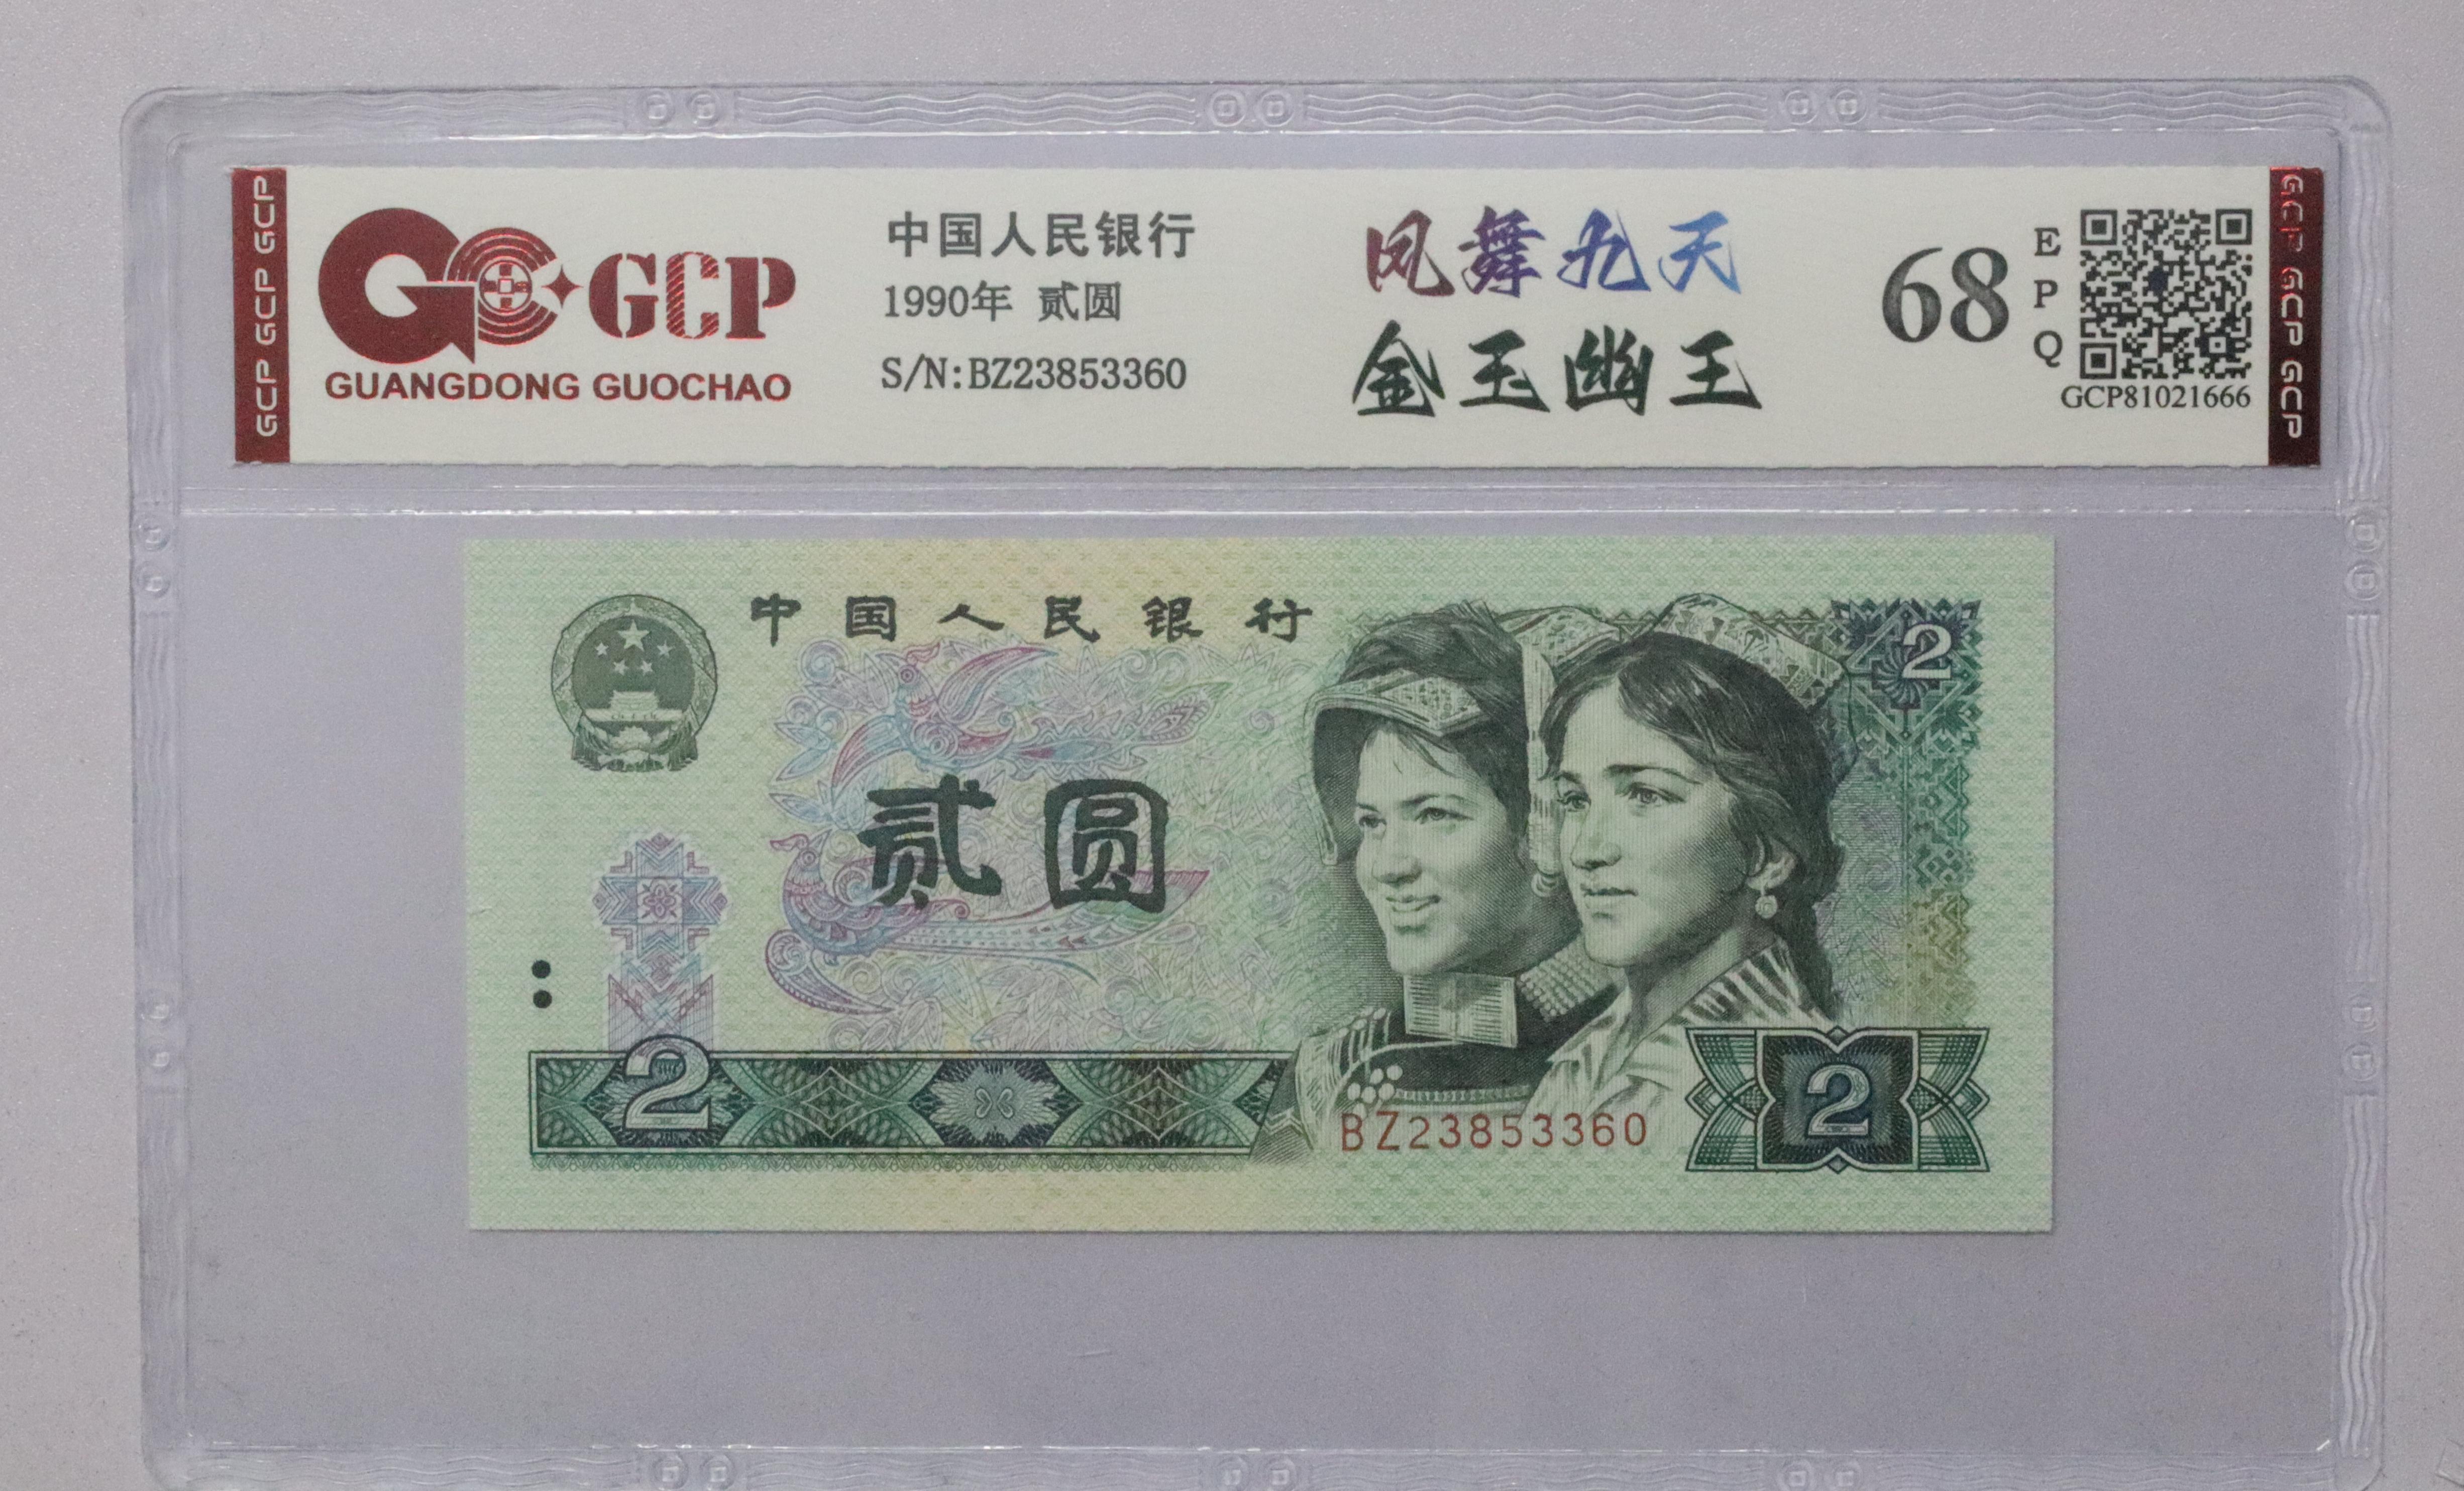 GCP GCP GCP
GCP
GUANGDONG GUOCHAO
中国人民银行
1990年 贰圆
S/N:BZ23853360
凤舞九天
金玉幽王
68
EPQ
GCP81021666
GCP GCP GCP
中国人民银行
2
贰圆
2
BZ23853360
2